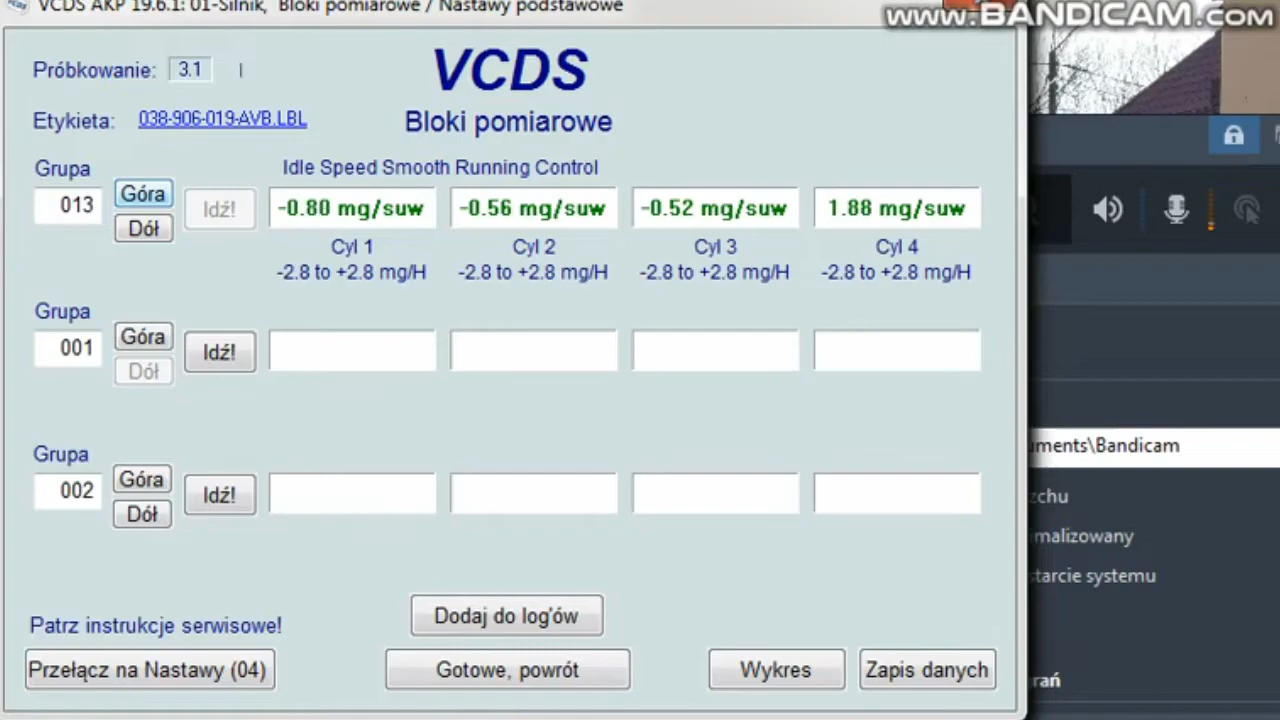 VCDS AKP 19.6.1: 01-Silnik, Bloki pomiarowe / Nastawy podstawowe
www.BANDICAM.com
Próbkowanie: 3.1
VCDS
Etykieta: 038-906-019-AVB.LBL
Bloki pomiarowe
Grupa
Idle Speed Smooth Running Control
013
Góra
Dół
Idź!
-0.80 mg/suw
-0.56 mg/suw
-0.52 mg/suw
1.88 mg/suw
Cyl 1
Cyl 2
Cyl 3
Cyl 4
-2.8 to +2.8 mg/H
-2.8 to +2.8 mg/H
-2.8 to +2.8 mg/H
-2.8 to +2.8 mg/H
Grupa
001
Góra
Dół
Idź!
Grupa
002
Góra
Dół
Idź!
uments\Bandicam
zchu
malizowany
starcie systemu
Patrz instrukcje serwisowe!
Dodaj do log'ów
Przełącz na Nastawy (04)
Gotowe, powrót
Wykres
Zapis danych
rań